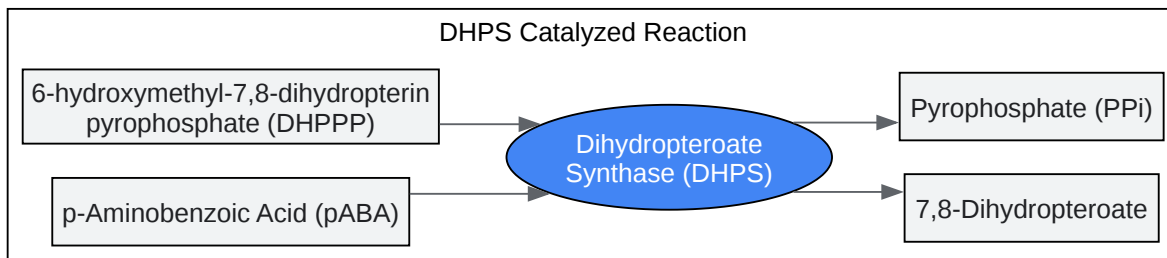 DHPS Catalyzed Reaction
6-hydroxymethyl-7,8-dihydropterin
pyrophosphate (DHPPP)
p-Aminobenzoic Acid (pABA)
Dihydropteroate
Synthase (DHPS)
Pyrophosphate (PPi)
7,8-Dihydropteroate